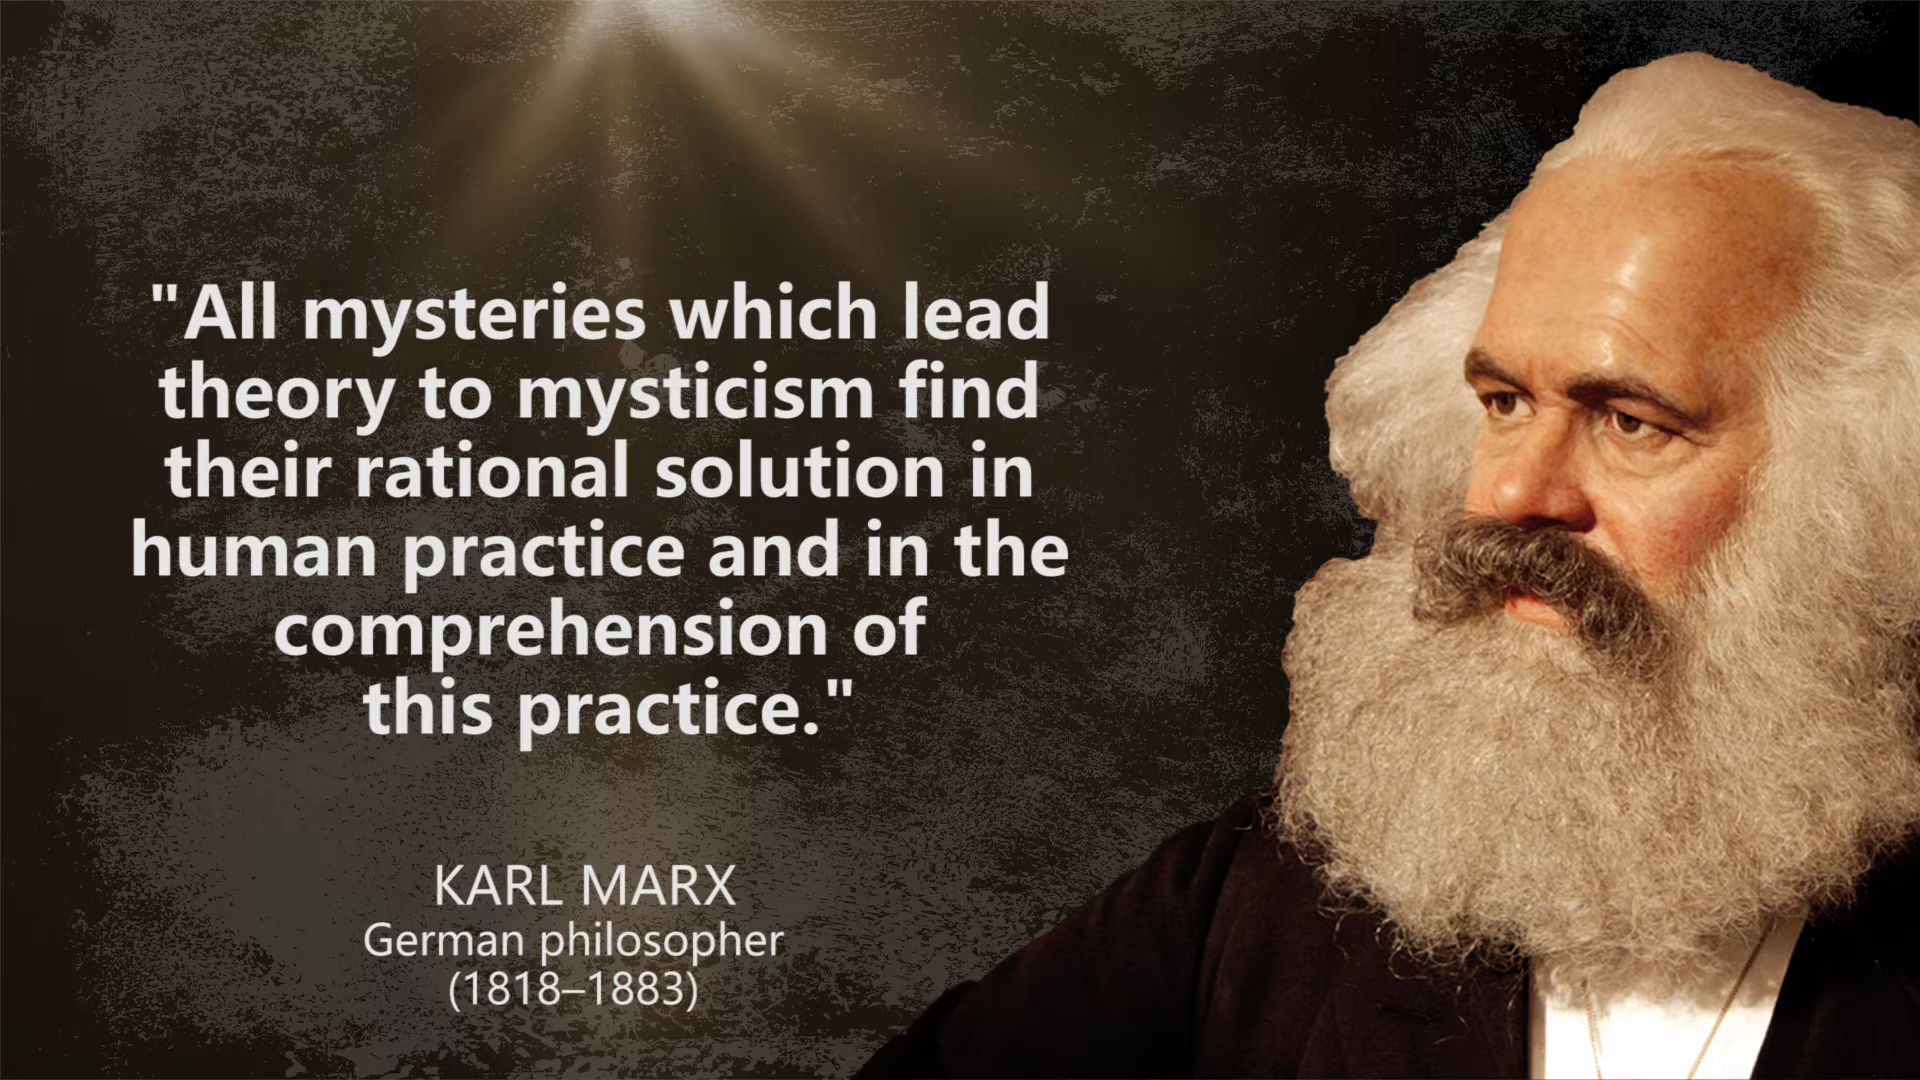 "All mysteries which lead
theory to mysticism find
their rational solution in
human practice and in the
comprehension of
this practice."
KARL MARX
German philosopher
(1818–1883)